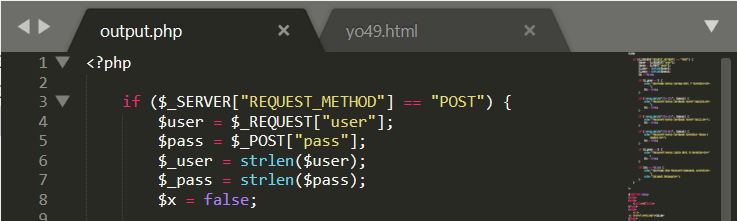 output.php × yo49.html ×
1 <?php
2
3 if ($_SERVER["REQUEST_METHOD"] == "POST") {
4 $user = $_REQUEST["user"];
5 $pass = $_POST["pass"];
6 $_user = strlen($user);
7 $_pass = strlen($pass);
8 $x = false;